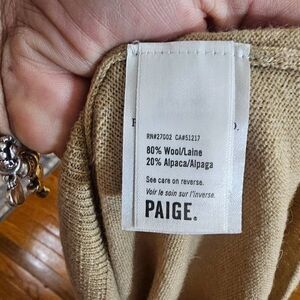 RN#27002 CA#51217
80% Wool/Laine
20% Alpaca/Alpaga
See care on reverse.
Voir le soin sur l'inverse.
PAIGE®